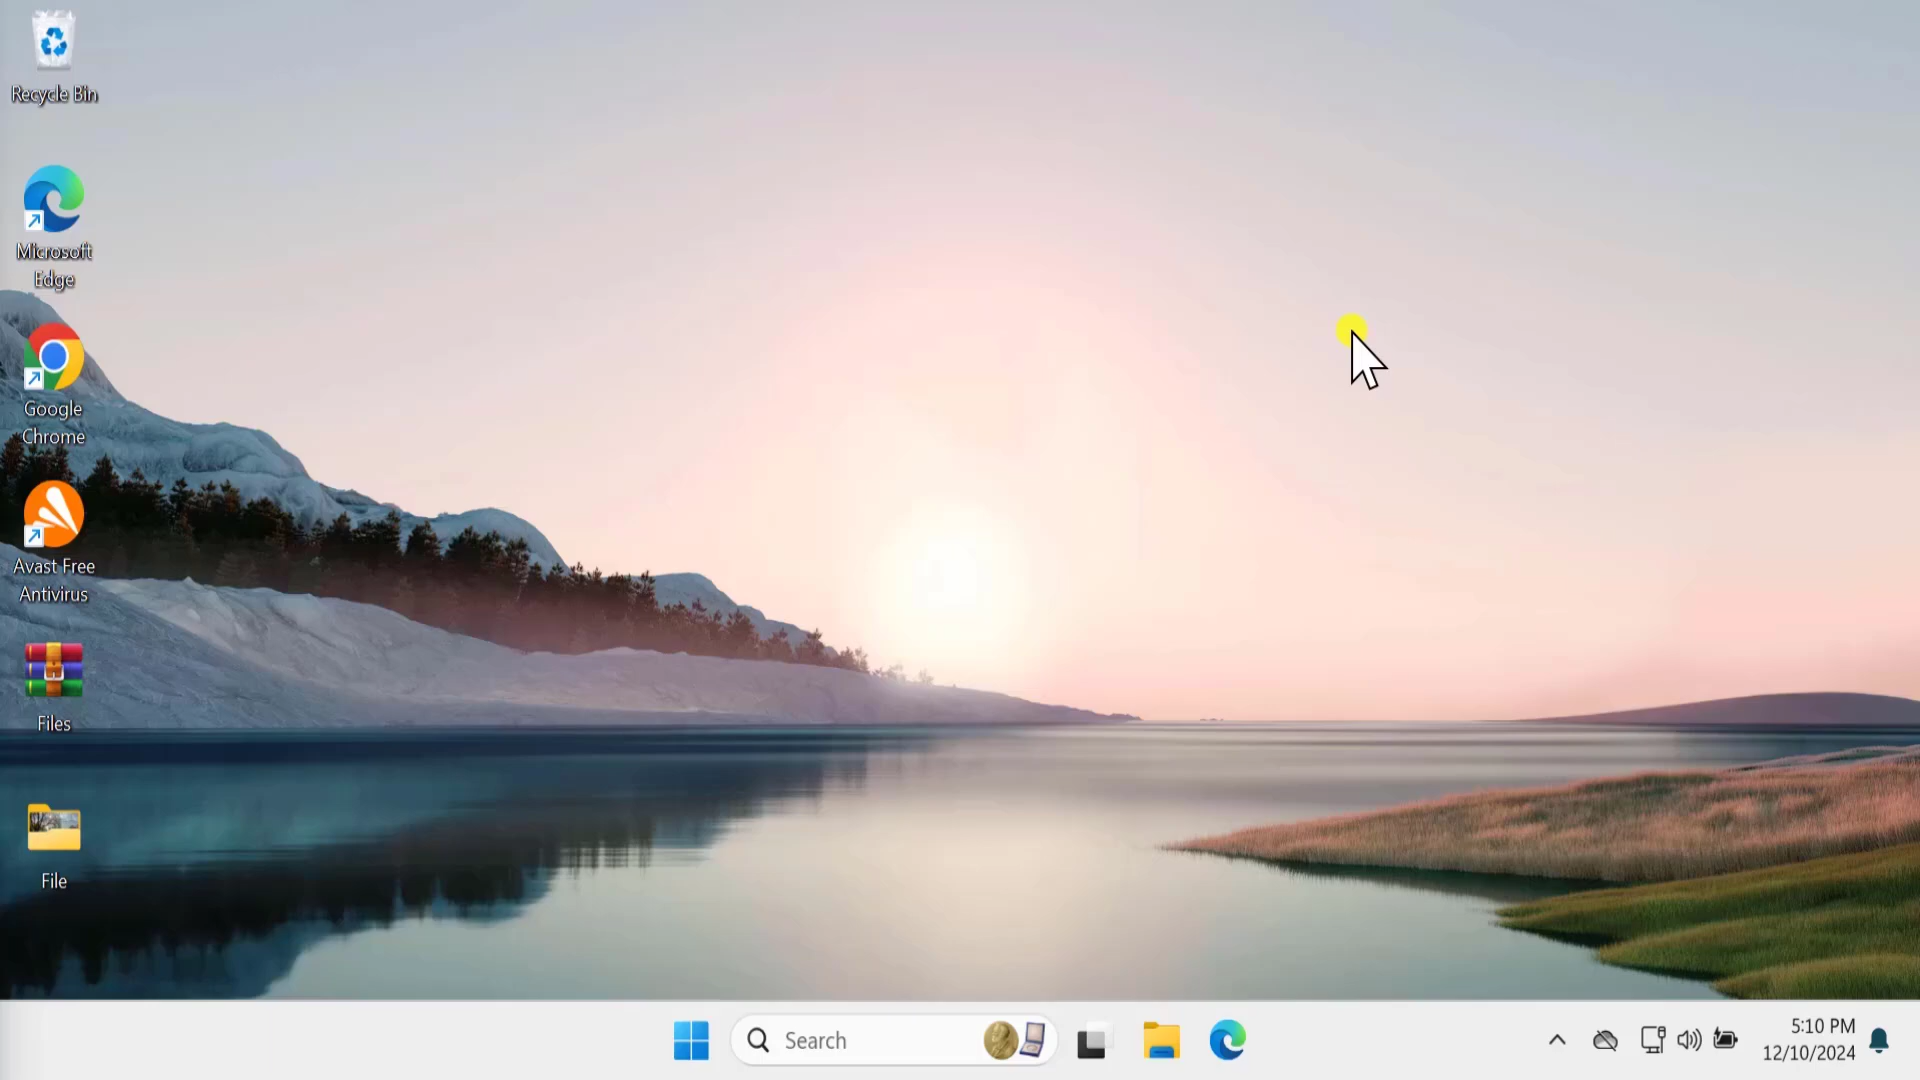 Recycle Bin
Microsoft
Edge
Google
Chrome
Avast Free
Antivirus
Files
File
Search
5:10 PM
12/10/2024